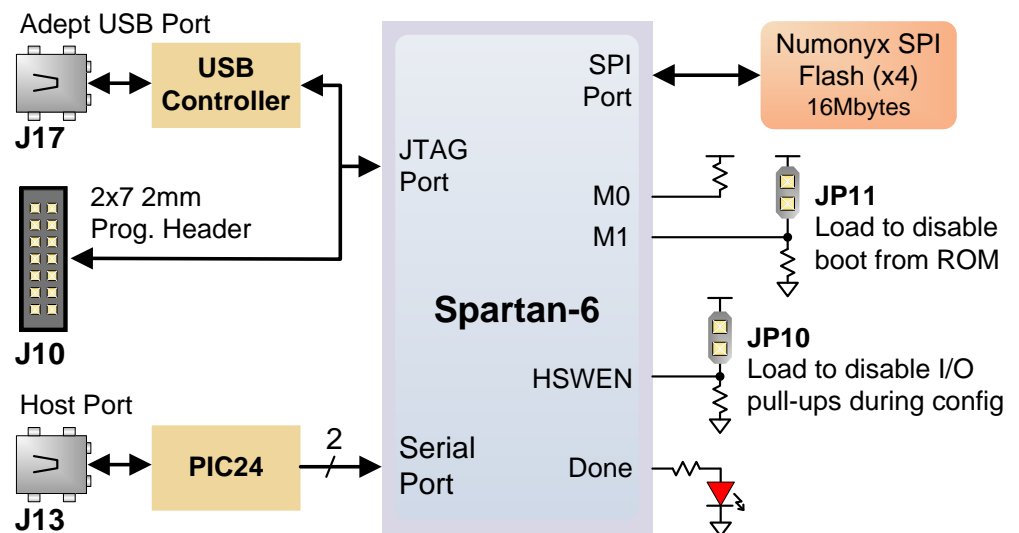 Adept USB Port
USB
Controller
J17
2x7 2mm
Prog. Header
J10
Host Port
PIC24
2
J13
JTAG
Port
Serial
Port
Spartan-6
SPI
Port
M0
M1
HSWEN
Done
Numonyx SPI
Flash (x4)
16Mbytes
JP11
Load to disable
boot from ROM
JP10
Load to disable I/O
pull-ups during config